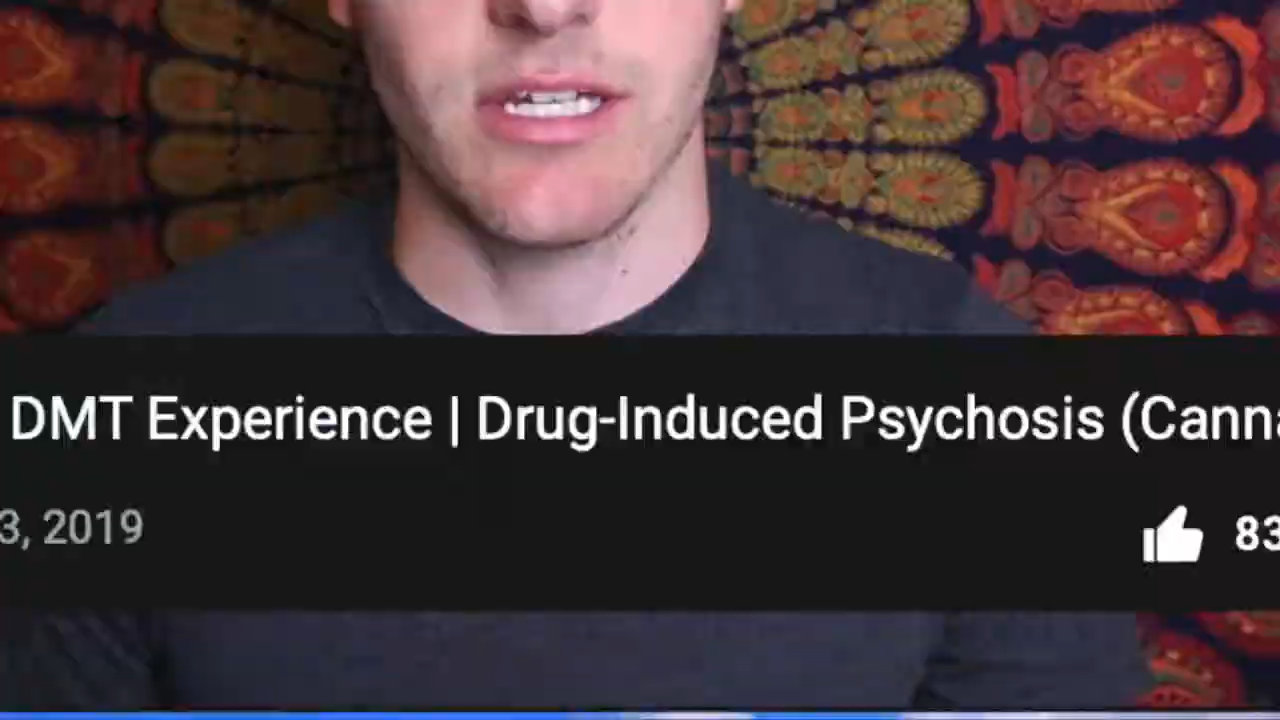 DMT Experience | Drug-Induced Psychosis (Canna
3, 2019
83